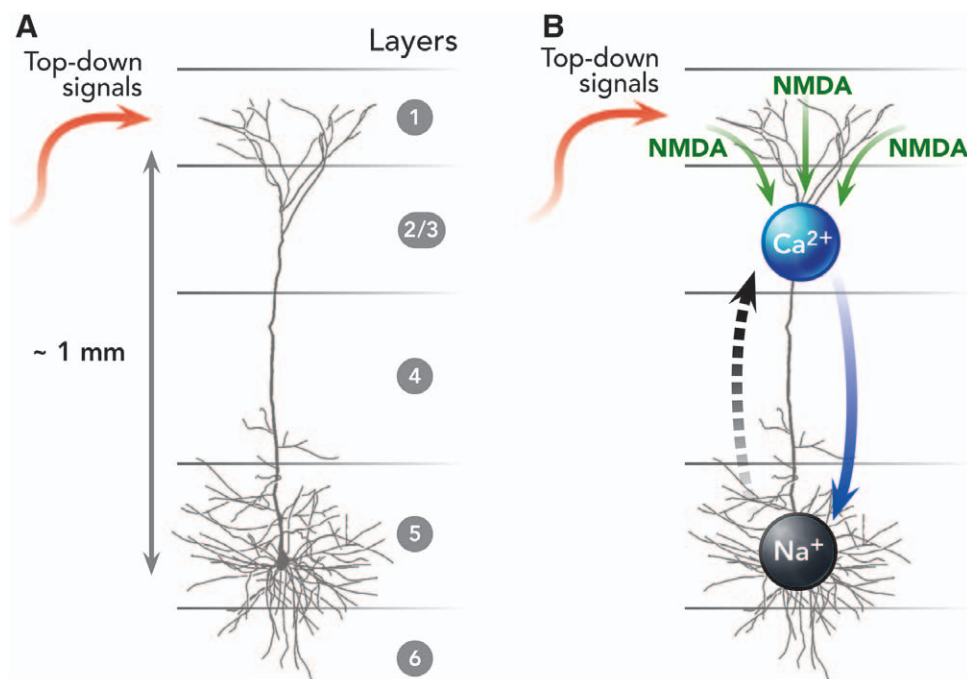 A
Layers
Top-down
signals
1
2/3
~ 1 mm
4
5
6
B
Top-down
signals
NMDA
NMDA
NMDA
Ca²⁺
Na⁺